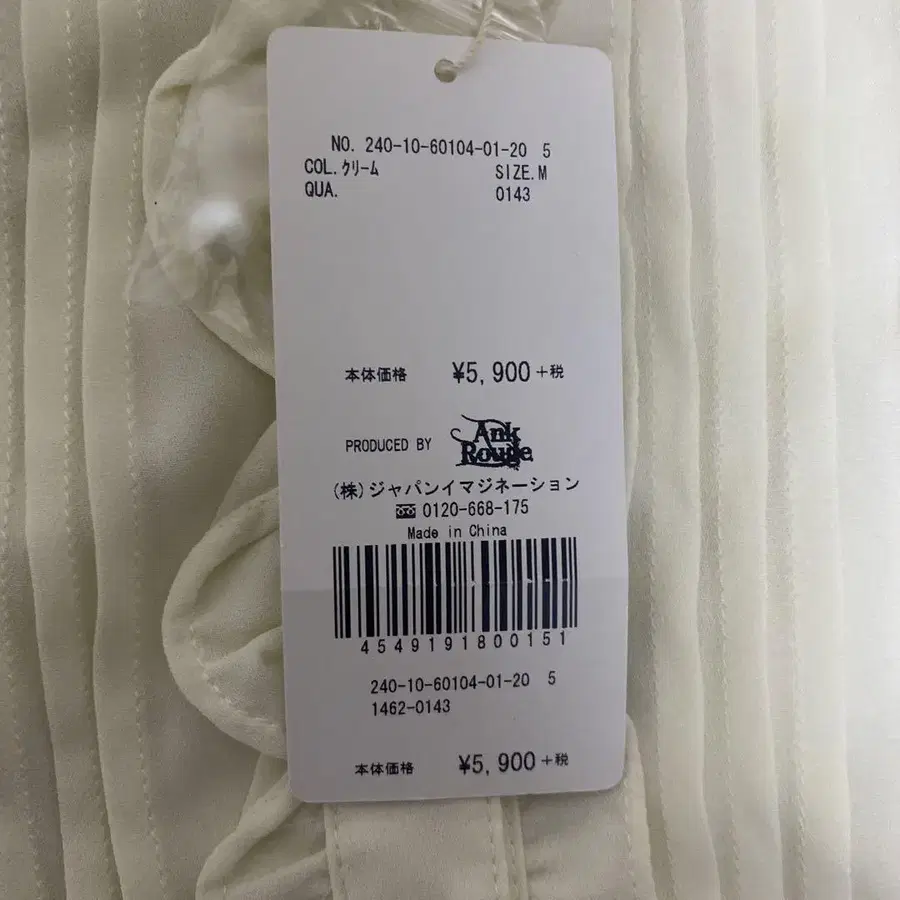 NO. 240-10-60104-01-20 5
COL.クリーム SIZE.M
QUA. 0143
本体価格 ¥5,900 +税
PRODUCED BY Ank Rouge
(株)ジャパンイマジネーション
0120-668-175
Made in China
4549191800151
240-10-60104-01-20 5
1462-0143
本体価格 ¥5,900 +税